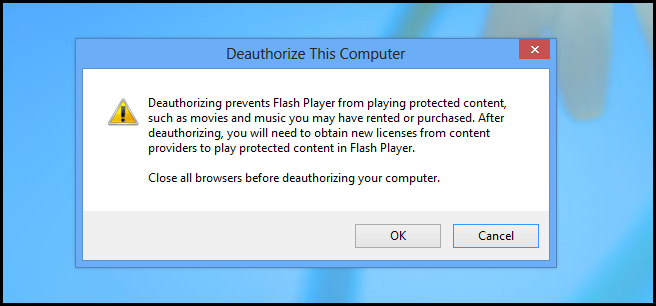 Deauthorize This Computer
Deauthorizing prevents Flash Player from playing protected content,
such as movies and music you may have rented or purchased. After
deauthorizing, you will need to obtain new licenses from content
providers to play protected content in Flash Player.
Close all browsers before deauthorizing your computer.
OK
Cancel